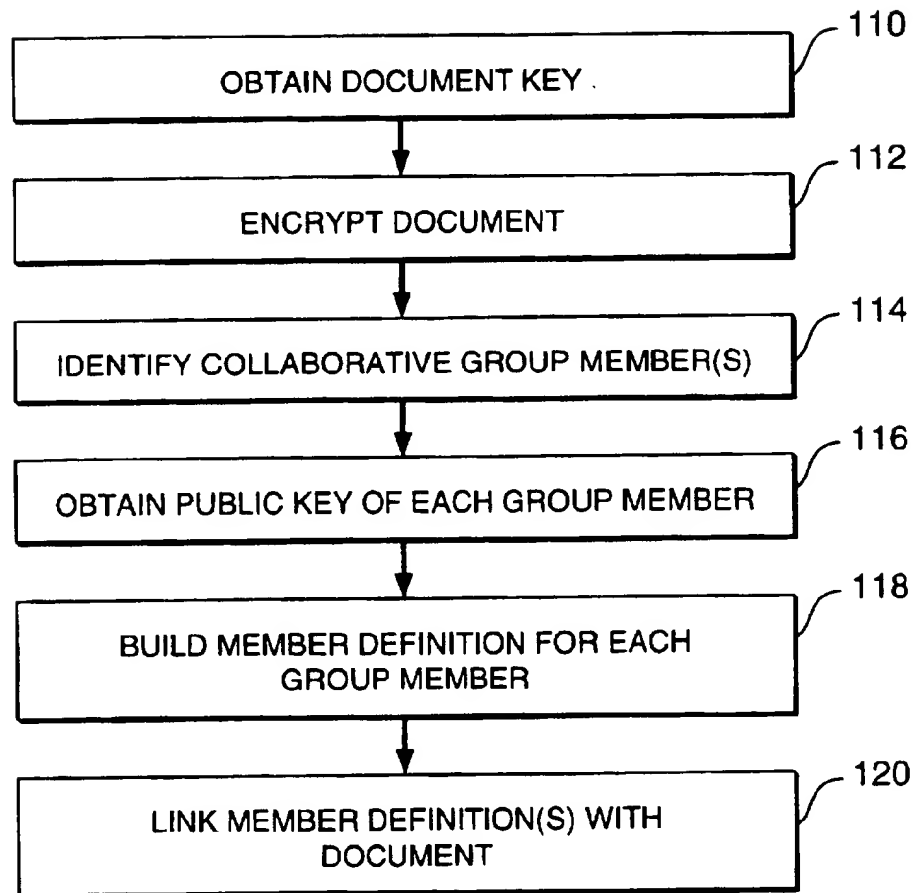 110
OBTAIN DOCUMENT KEY
112
ENCRYPT DOCUMENT
114
IDENTIFY COLLABORATIVE GROUP MEMBER(S)
116
OBTAIN PUBLIC KEY OF EACH GROUP MEMBER
118
BUILD MEMBER DEFINITION FOR EACH
GROUP MEMBER
120
LINK MEMBER DEFINITION(S) WITH
DOCUMENT